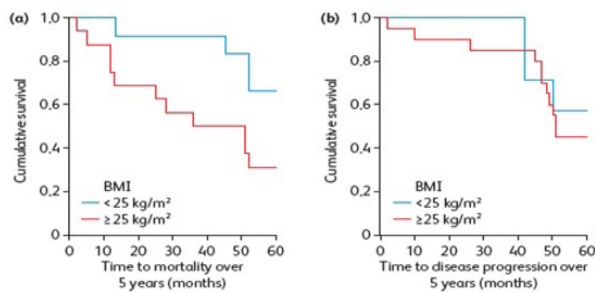 (a)
1.0
0.8
0.6
0.4
0.2
0
Cumulative survival
BMI
<25 kg/m²
≥25 kg/m²
0 10 20 30 40 50 60
Time to mortality over
5 years (months)
(b)
1.0
0.8
0.6
0.4
0.2
0
Cumulative survival
BMI
<25 kg/m²
≥25 kg/m²
0 10 20 30 40 50 60
Time to disease progression over
5 years (months)